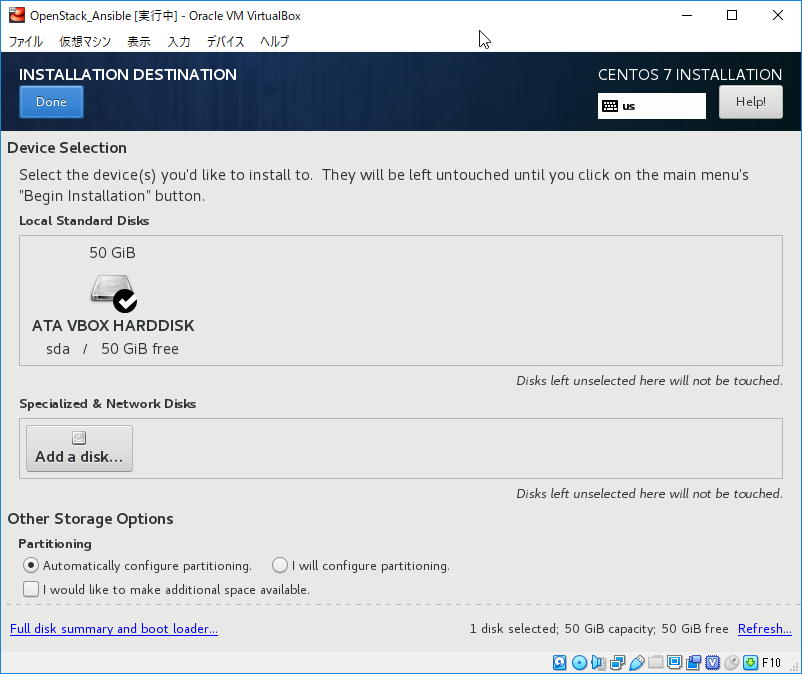 OpenStack_Ansible [実行中] - Oracle VM VirtualBox
ファイル 仮想マシン 表示 入力 デバイス ヘルプ
INSTALLATION DESTINATION
CENTOS 7 INSTALLATION
Done
us
Help!
Device Selection
Select the device(s) you'd like to install to. They will be left untouched until you click on the main menu's
"Begin Installation" button.
Local Standard Disks
50 GiB
ATA VBOX HARDDISK
sda / 50 GiB free
Disks left unselected here will not be touched.
Specialized & Network Disks
Add a disk...
Disks left unselected here will not be touched.
Other Storage Options
Partitioning
Automatically configure partitioning. I will configure partitioning.
I would like to make additional space available.
Full disk summary and boot loader... 1 disk selected; 50 GiB capacity; 50 GiB free Refresh...
F10